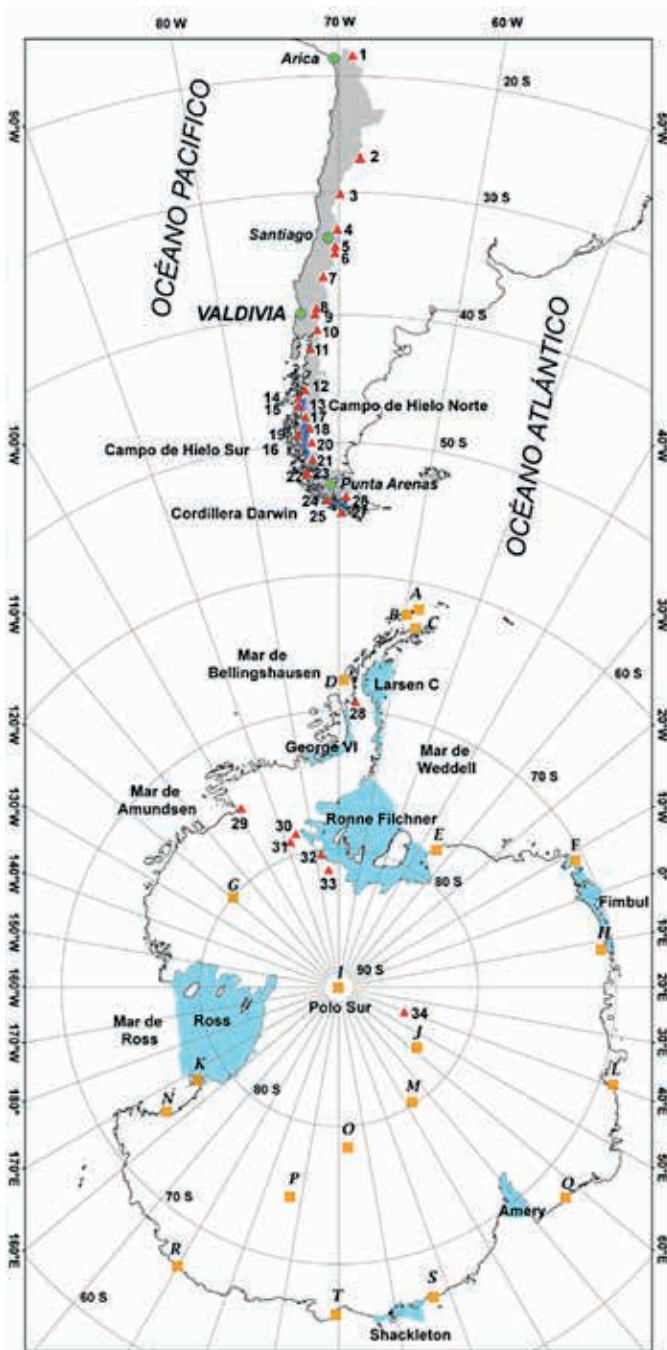 80°W 70°W 60°W
Arica
1
20 S
90°W
50°W
OCÉANO PACIFICO
2
3
30 S
4
Santiago
5
6
7
VALDIVIA
8
9
40 S
10
11
OCÉANO ATLÁNTICO
12
14
13 Campo de Hielo Norte
15
17
18
19
100°W
40°W
Campo de Hielo Sur
16
20
50 S
21
22
23
Punta Arenas
24
26
Cordillera Darwin
25
27
110°W
30°W
A
B
C
Mar de
Bellingshausen
D
60 S
Larsen C
28
120°W
20°W
George VI
Mar de
Weddell
70 S
Mar de
Amundsen
130°W
10°W
29
Ronne Filchner
30
31
E
F
32
33
80 S
140°W
0°
G
Fimbul
150°W
10°E
H
160°W
90 S
20°E
I
Polo Sur
34
Mar de
Ross
Ross
170°W
30°E
J
K
80 S
M
L
180°
40°E
N
O
170°E
50°E
P
Q
70 S
Amery
160°E
60°E
R
60 S
T
S
Shackleton